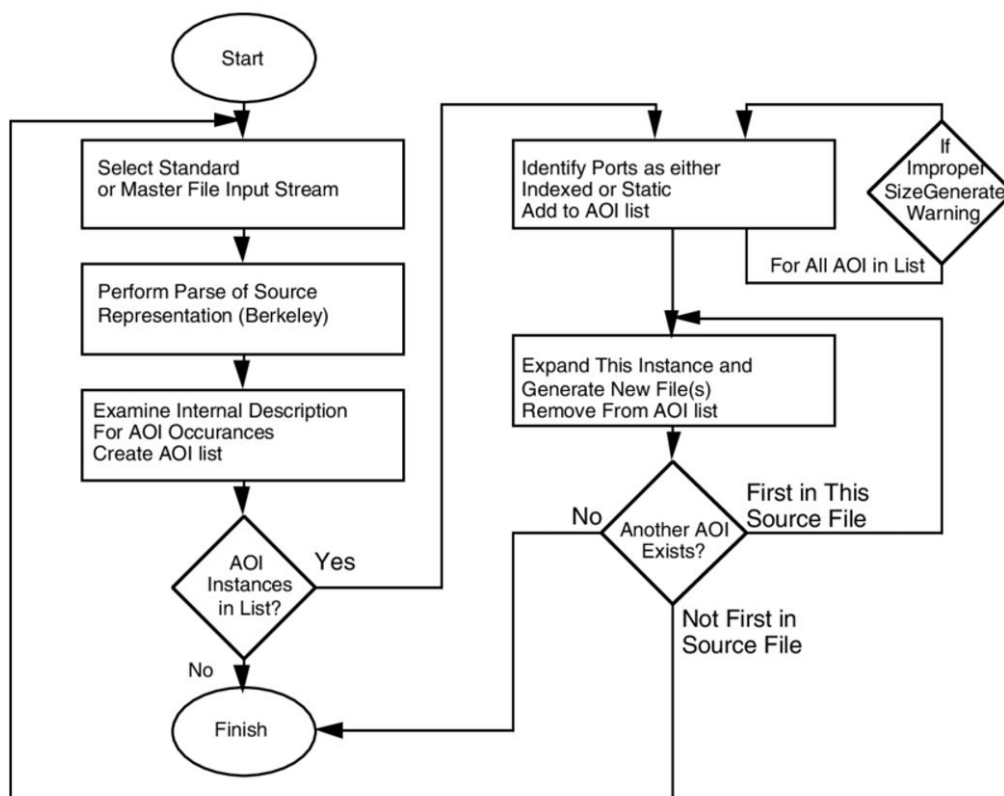 Start
Select Standard
or Master File Input Stream
Perform Parse of Source
Representation (Berkeley)
Examine Internal Description
For AOI Occurances
Create AOI list
AOI
Instances
in List?
Yes
No
Finish
Identify Ports as either
Indexed or Static
Add to AOI list
If
Improper
SizeGenerate
Warning
For All AOI in List
Expand This Instance and
Generate New File(s)
Remove From AOI list
Another AOI
Exists?
No
First in This
Source File
Not First in
Source File